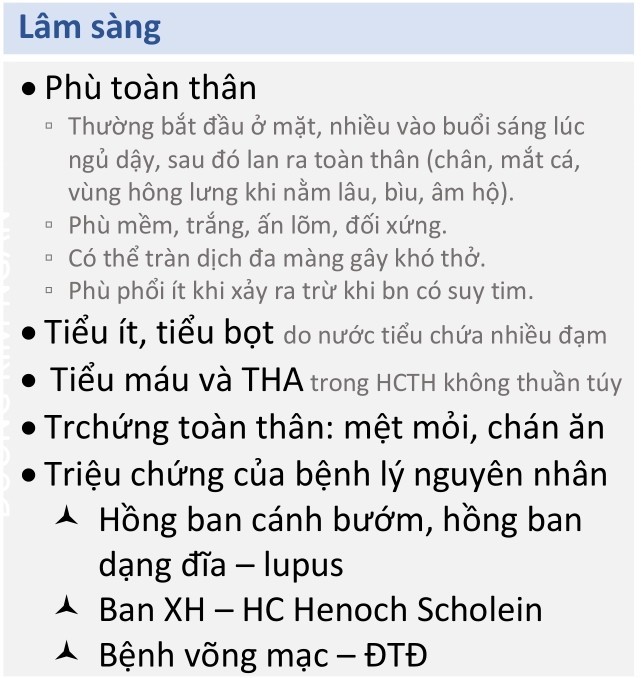 Lâm sàng
• Phù toàn thân
▫ Thường bắt đầu ở mặt, nhiều vào buổi sáng lúc
ngủ dậy, sau đó lan ra toàn thân (chân, mắt cá,
vùng hông lưng khi nằm lâu, bìu, âm hộ).
▫ Phù mềm, trắng, ấn lõm, đối xứng.
▫ Có thể tràn dịch đa màng gây khó thở.
▫ Phù phổi ít khi xảy ra trừ khi bn có suy tim.
• Tiểu ít, tiểu bọt do nước tiểu chứa nhiều đạm
• Tiểu máu và THA trong HCTH không thuần túy
• Trchứng toàn thân: mệt mỏi, chán ăn
• Triệu chứng của bệnh lý nguyên nhân
Hồng ban cánh bướm, hồng ban
dạng đĩa – lupus
Ban XH – HC Henoch Scholein
Bệnh võng mạc – ĐTĐ